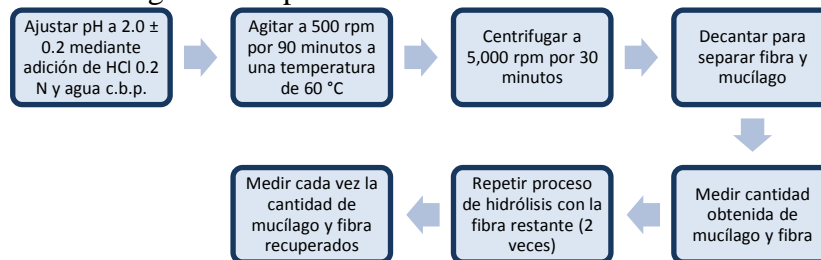 Ajustar pH a 2.0 ±
0.2 mediante
adición de HCl 0.2
N y agua c.b.p.
Agitar a 500 rpm
por 90 minutos a
una temperatura
de 60 °C
Centrifugar a
5,000 rpm por 30
minutos
Decantar para
separar fibra y
mucílago
Medir cantidad
obtenida de
mucílago y fibra
Repetir proceso
de hidrólisis con la
fibra restante (2
veces)
Medir cada vez la
cantidad de
mucílago y fibra
recuperados